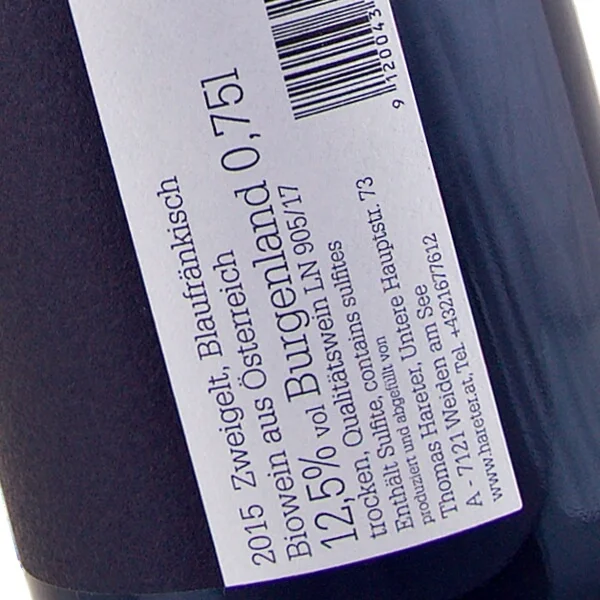 2015 Zweigelt, Blaufränkisch
Biowein aus Österreich
12,5% vol Burgenland 0,75l
trocken, Qualitätswein LN 905/17
Enthält Sulfite, contains sulfites
produziert und abgefüllt von
Thomas Hareter, Untere Hauptstr. 73
A - 7121 Weiden am See
www.hareter.at, Tel. +4321677612
9 120043